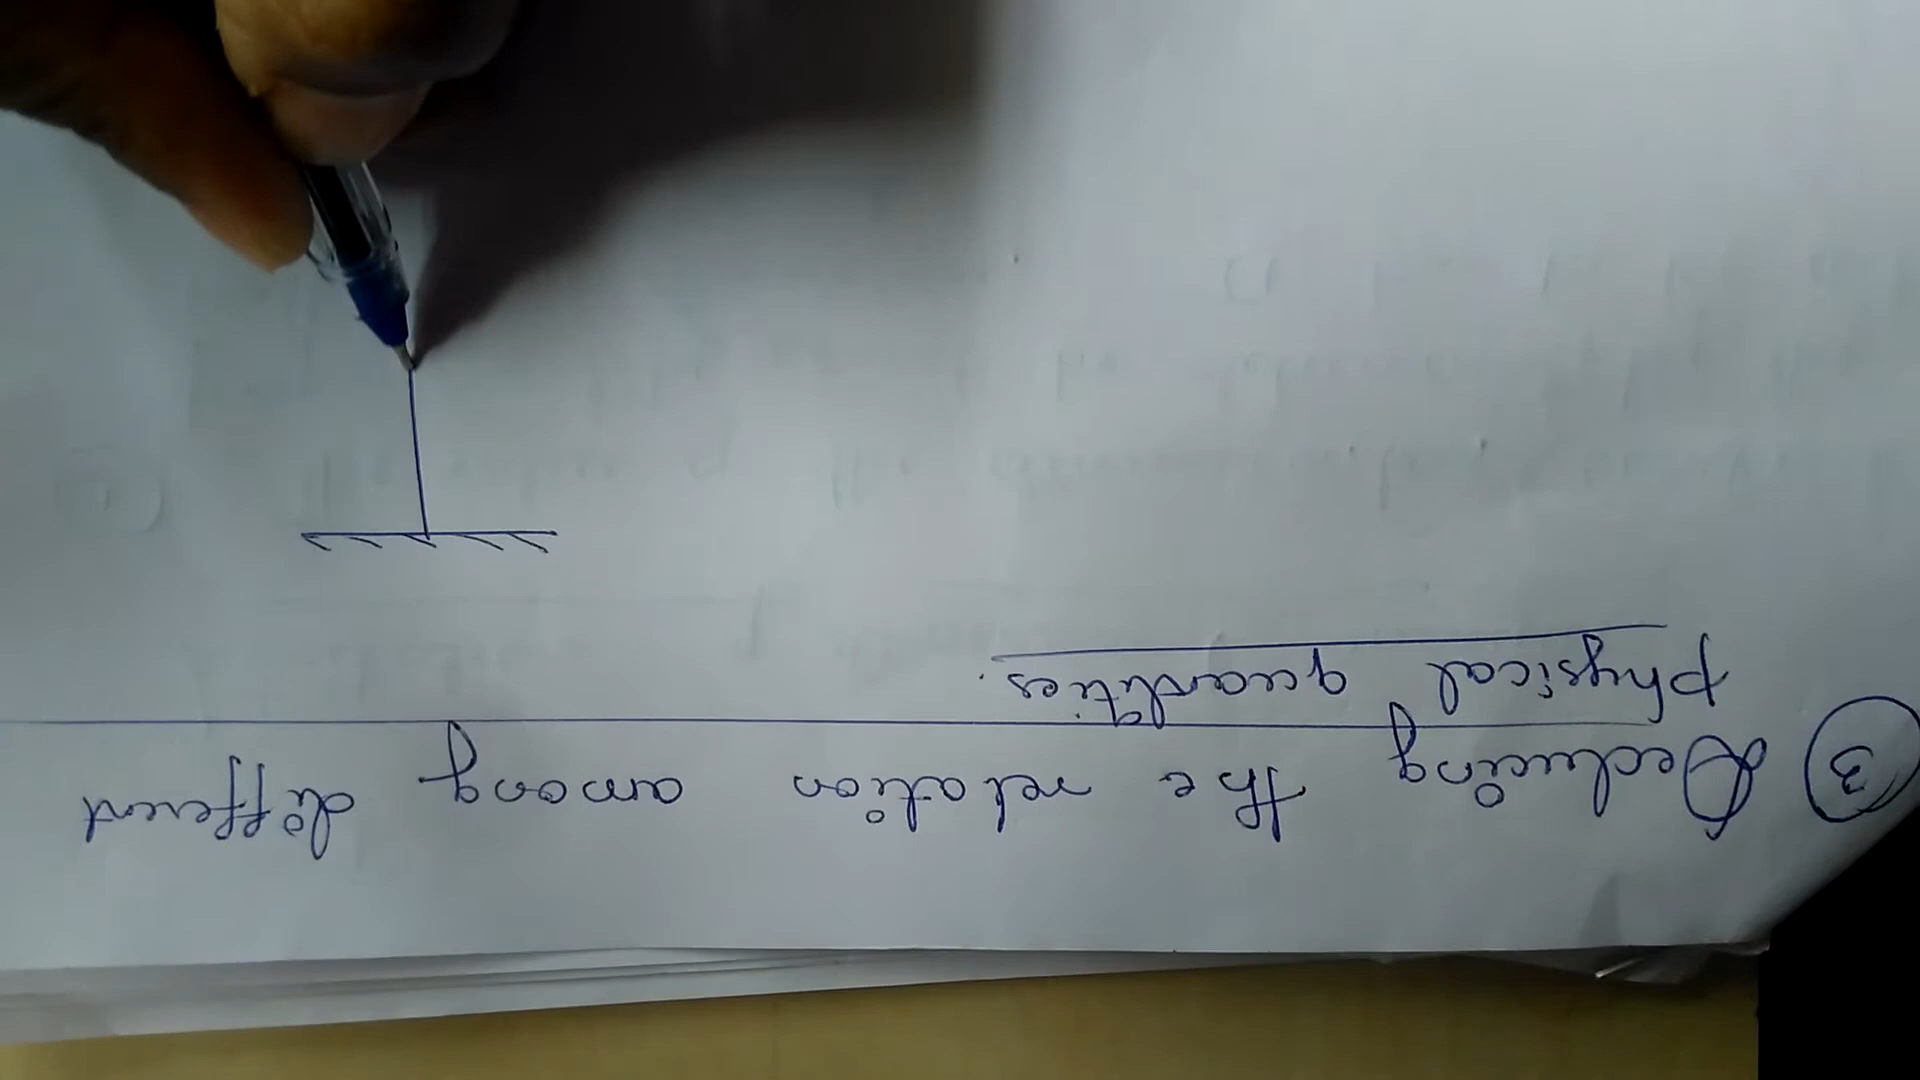 ③ Deducing the relation among different
physical quantities.